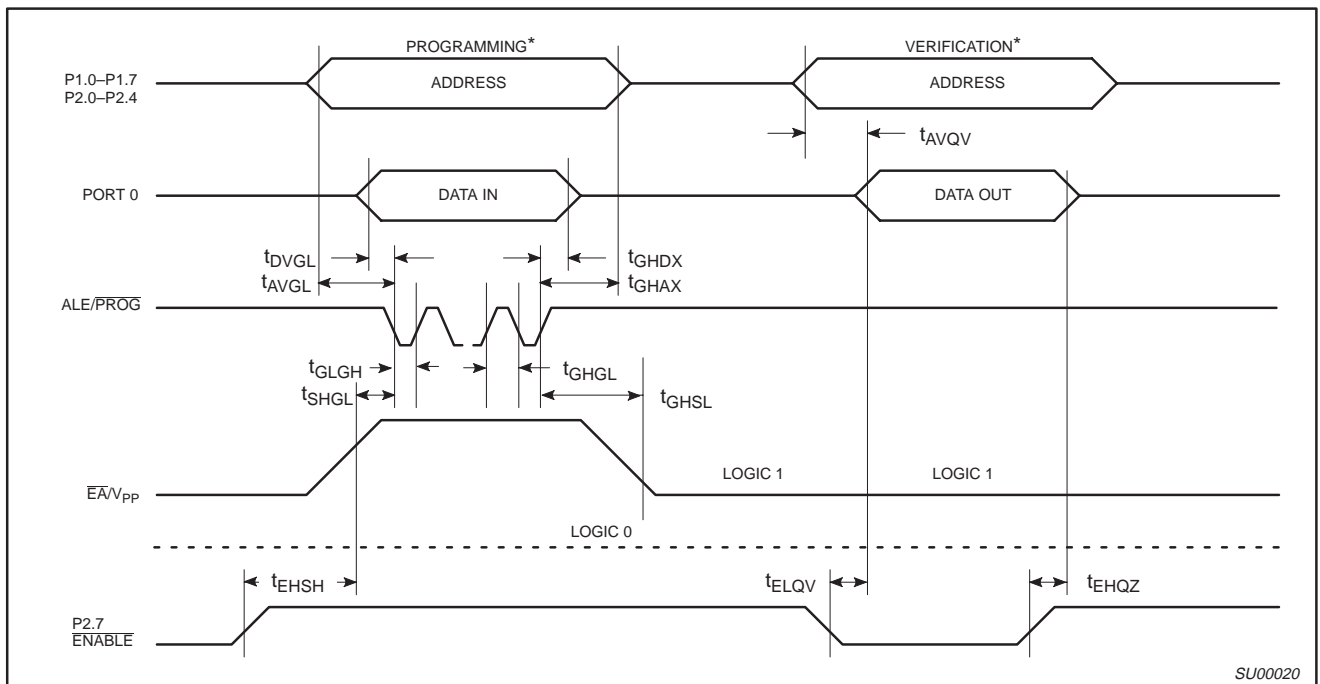 PROGRAMMING*
VERIFICATION*
P1.0–P1.7
P2.0–P2.4
ADDRESS
ADDRESS
tAVQV
PORT 0
DATA IN
DATA OUT
tDVGL
tGHDX
tAVGL
tGHAX
ALE/PROG
tGLGH
tGHGL
tSHGL
tGHSL
EA/VPP
LOGIC 1
LOGIC 1
LOGIC 0
tEHSH
tELQV
tEHQZ
P2.7
ENABLE
SU00020